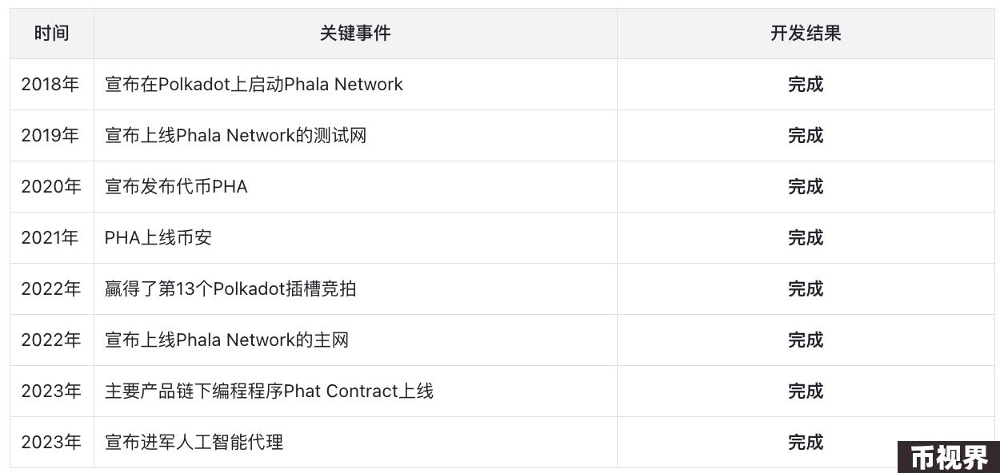 时间 关键事件 开发结果
2018年 宣布在Polkadot上启动Phala Network 完成
2019年 宣布上线Phala Network的测试网 完成
2020年 宣布发布代币PHA 完成
2021年 PHA上线币安 完成
2022年 赢得了第13个Polkadot插槽竞拍 完成
2022年 宣布上线Phala Network的主网 完成
2023年 主要产品链下编程程序Phat Contract上线 完成
2023年 宣布进军人工智能代理 完成
币视界